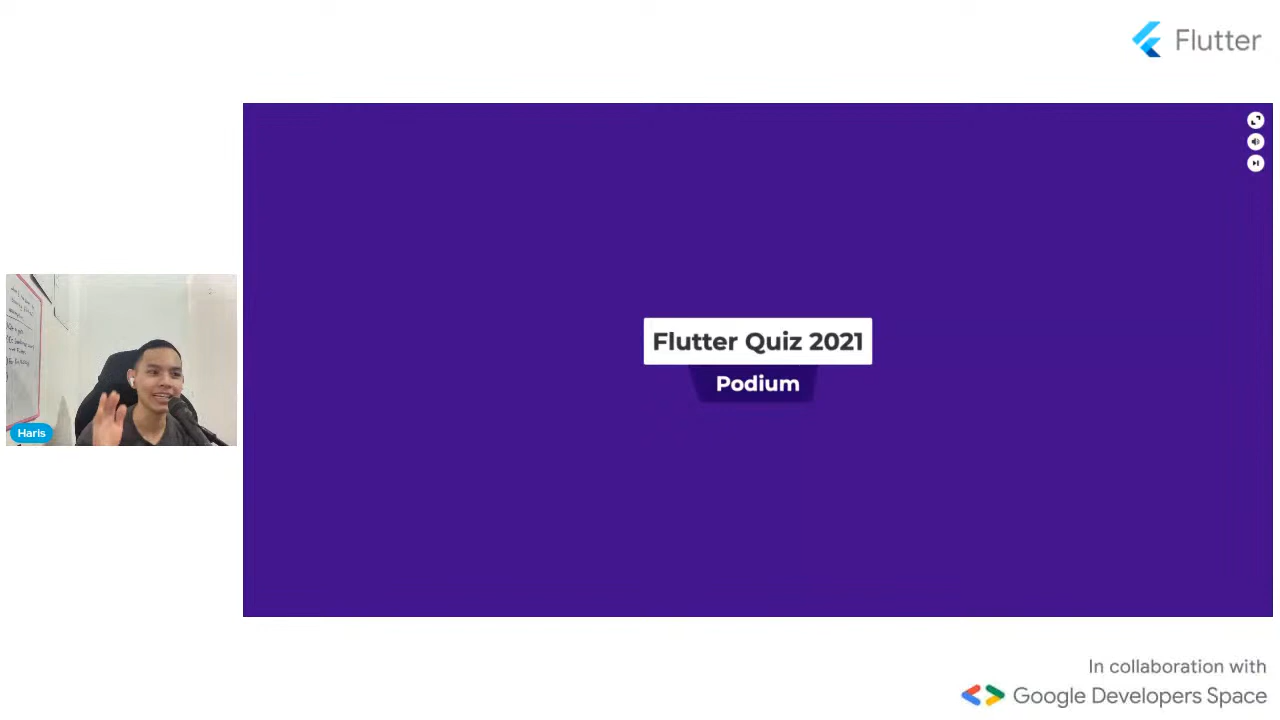 Flutter
Flutter Quiz 2021
Podium
Haris
In collaboration with
Google Developers Space